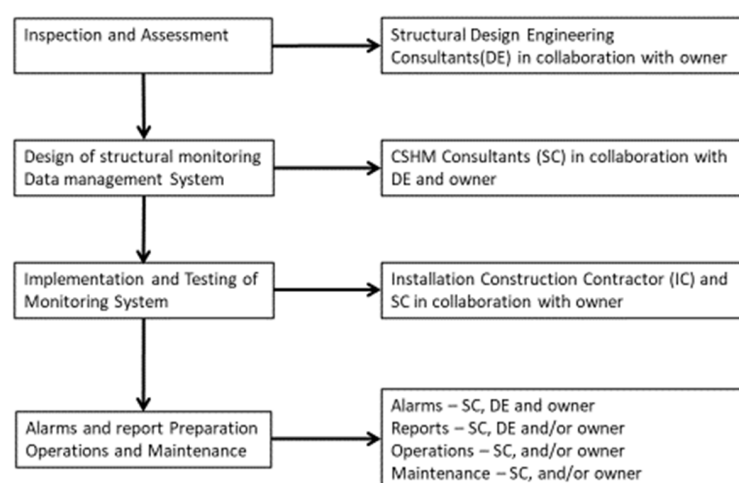 Inspection and Assessment
Structural Design Engineering
Consultants(DE) in collaboration with owner
Design of structural monitoring
Data management System
CSHM Consultants (SC) in collaboration with
DE and owner
Implementation and Testing of
Monitoring System
Installation Construction Contractor (IC) and
SC in collaboration with owner
Alarms and report Preparation
Operations and Maintenance
Alarms – SC, DE and owner
Reports – SC, DE and/or owner
Operations – SC, and/or owner
Maintenance – SC, and/or owner